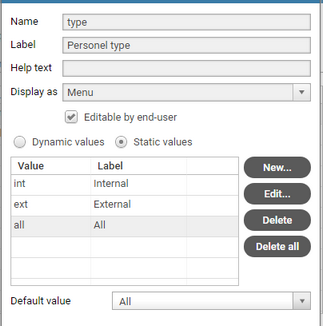 Name type
Label Personel type
Help text
Display as Menu
Editable by end-user
Dynamic values Static values
Value Label
int Internal
ext External
all All
New...
Edit...
Delete
Delete all
Default value All